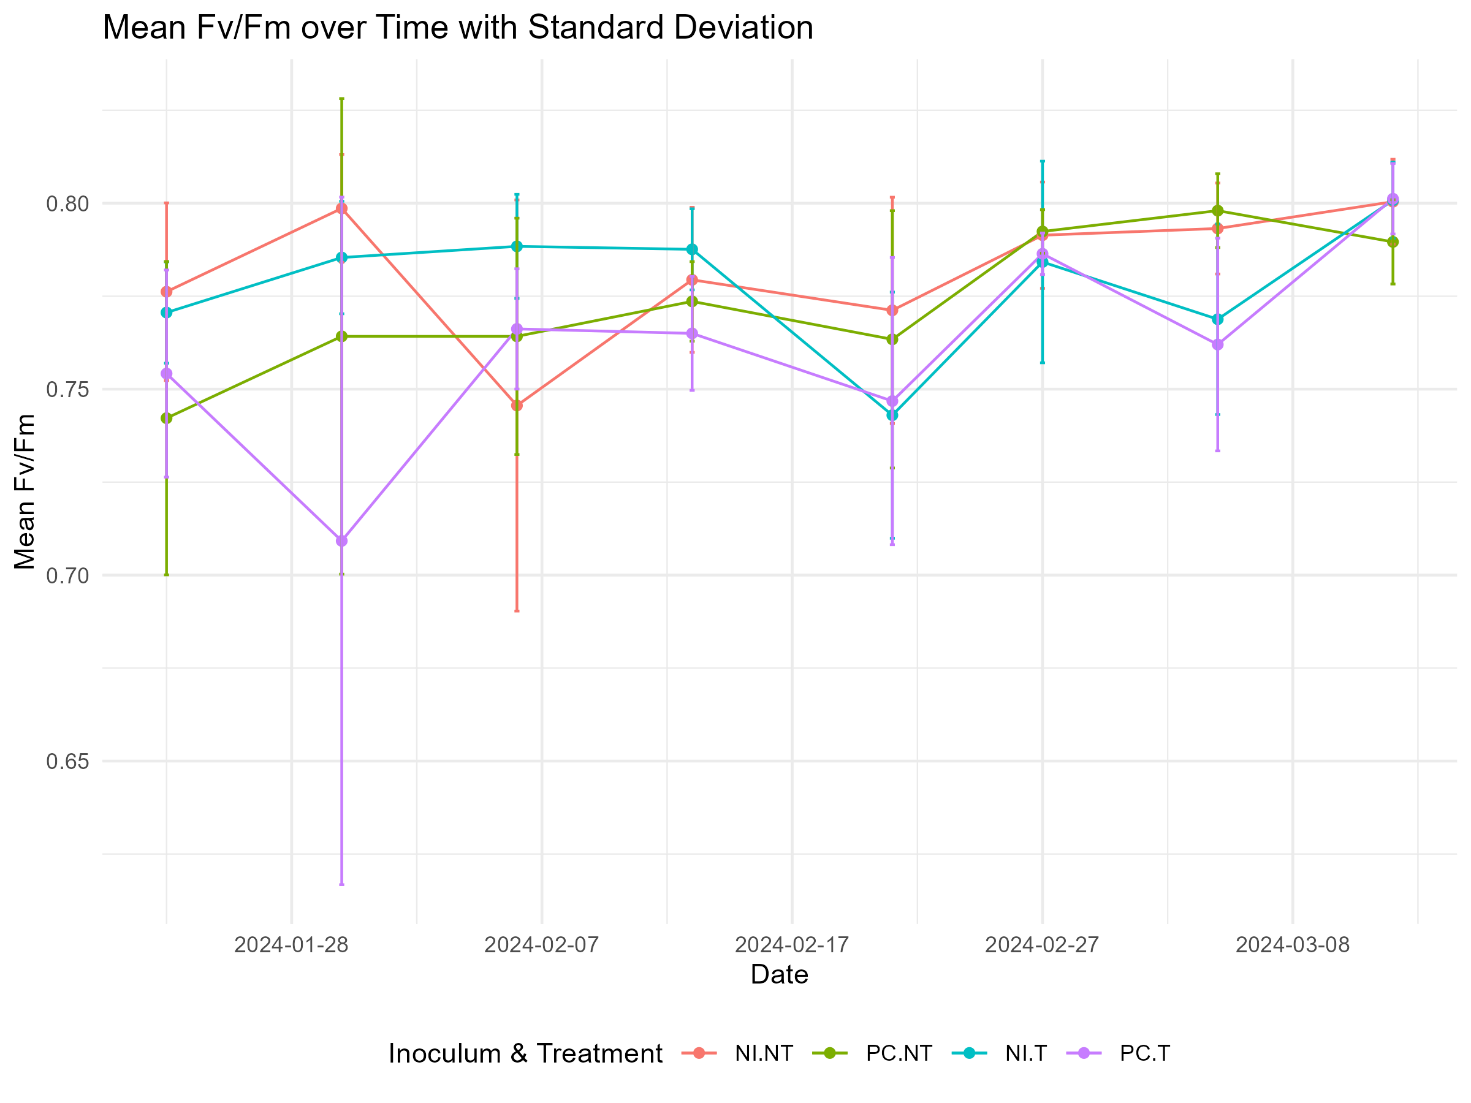 Mean Fv/Fm over Time with Standard Deviation
Mean Fv/Fm
0.80
0.75
0.70
0.65
2024-01-28 2024-02-07 2024-02-17 2024-02-27 2024-03-08
Date
Inoculum & Treatment NI.NT PC.NT NI.T PC.T